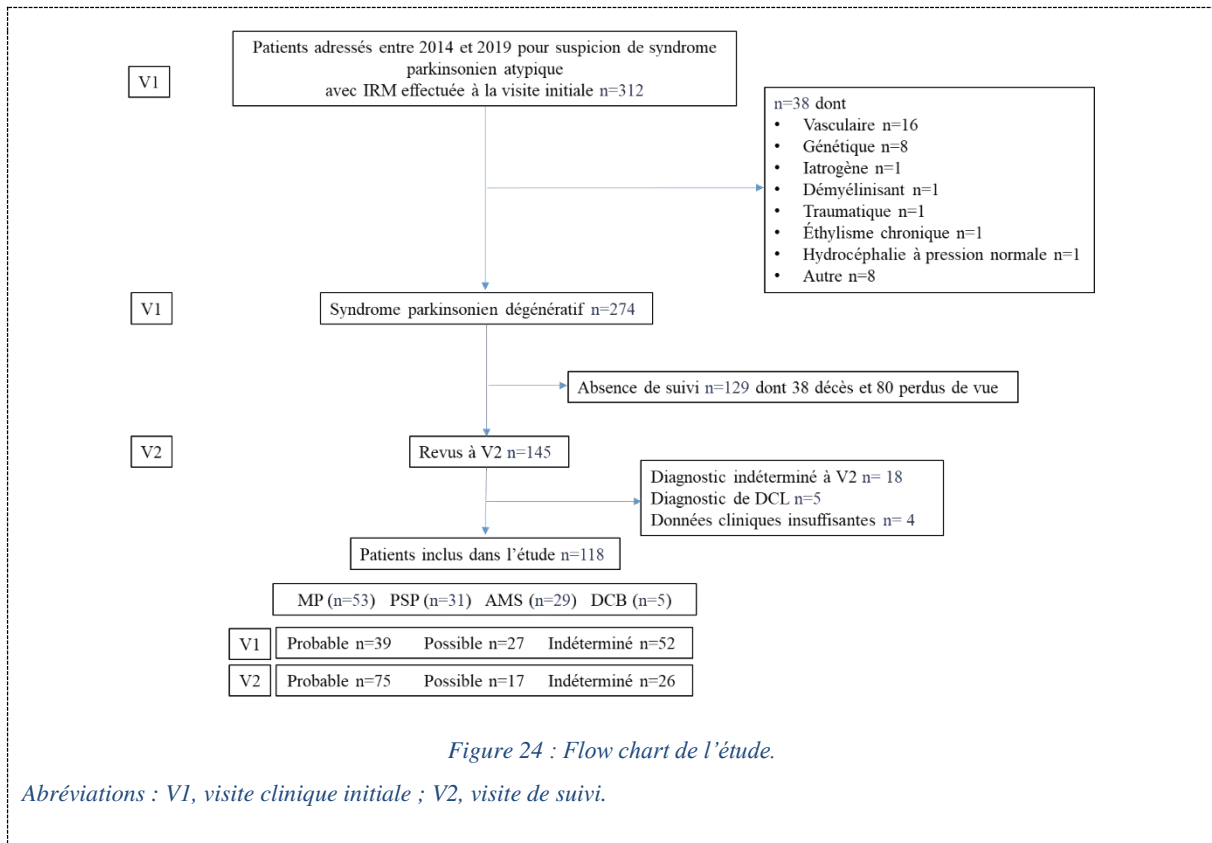 Patients adressés entre 2014 et 2019 pour suspicion de syndrome
parkinsonien atypique
avec IRM effectuée à la visite initiale n=312
V1
n=38 dont
• Vasculaire n=16
• Génétique n=8
• Iatrogène n=1
• Démyélinisant n=1
• Traumatique n=1
• Éthylisme chronique n=1
• Hydrocéphalie à pression normale n=1
• Autre n=8
V1
Syndrome parkinsonien dégénératif n=274
Absence de suivi n=129 dont 38 décès et 80 perdus de vue
V2
Revus à V2 n=145
Diagnostic indéterminé à V2 n= 18
Diagnostic de DCL n=5
Données cliniques insuffisantes n= 4
Patients inclus dans l’étude n=118
MP (n=53) PSP (n=31) AMS (n=29) DCB (n=5)
V1 Probable n=39 Possible n=27 Indéterminé n=52
V2 Probable n=75 Possible n=17 Indéterminé n=26
Figure 24 : Flow chart de l’étude.
Abréviations : V1, visite clinique initiale ; V2, visite de suivi.